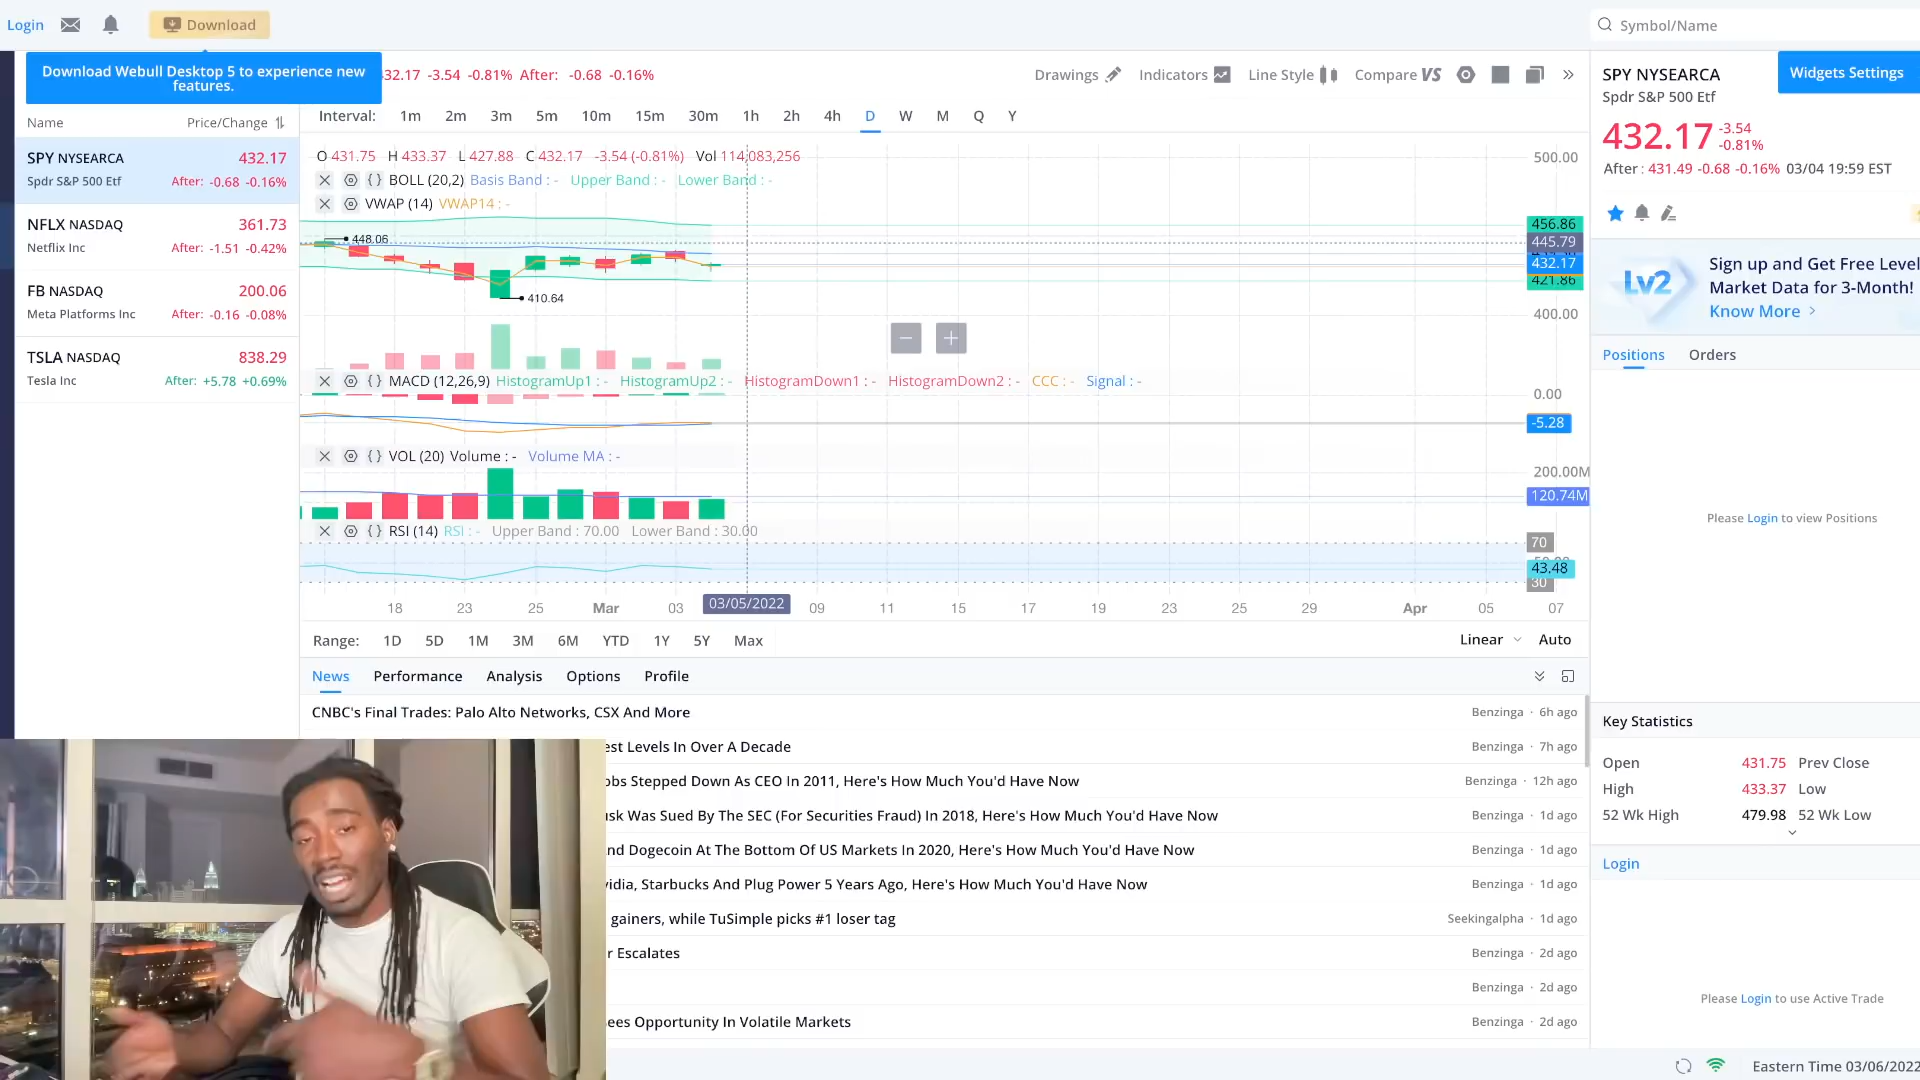 Login
Download
Symbol/Name
Download Webull Desktop 5 to experience new
features.
32.17 -3.54 -0.81% After: -0.68 -0.16%
Drawings
Indicators
Line Style
Compare VS
SPY NYSEARCA
Spdr S&P 500 Etf
Widgets Settings
432.17
-3.54
-0.81%
After : 431.49 -0.68 -0.16% 03/04 19:59 EST
Name
Price/Change
SPY NYSEARCA 432.17
Spdr S&P 500 Etf After: -0.68 -0.16%
NFLX NASDAQ 361.73
Netflix Inc After: -1.51 -0.42%
FB NASDAQ 200.06
Meta Platforms Inc After: -0.16 -0.08%
TSLA NASDAQ 838.29
Tesla Inc After: +5.78 +0.69%
Interval: 1m 2m 3m 5m 10m 15m 30m 1h 2h 4h D W M Q Y
O 431.75 H 433.37 L 427.88 C 432.17 -3.54 (-0.81%) Vol 114,083,256
BOLL (20,2) Basis Band : - Upper Band : - Lower Band : -
VWAP (14) VWAP14 : -
448.06
410.64
500.00
456.86
445.79
432.17
421.86
400.00
MACD (12,26,9) HistogramUp1 : - HistogramUp2 : - HistogramDown1 : - HistogramDown2 : - CCC : - Signal : -
0.00
-5.28
VOL (20) Volume : - Volume MA : -
200.00M
120.74M
RSI (14) RSI : - Upper Band : 70.00 Lower Band : 30.00
70
43.48
30
18 23 25 Mar 03 03/05/2022 09 11 15 17 19 23 25 29 Apr 05 07
Range: 1D 5D 1M 3M 6M YTD 1Y 5Y Max
Linear Auto
News Performance Analysis Options Profile
CNBC's Final Trades: Palo Alto Networks, CSX And More Benzinga · 6h ago
est Levels In Over A Decade Benzinga · 7h ago
obs Stepped Down As CEO In 2011, Here's How Much You'd Have Now Benzinga · 12h ago
usk Was Sued By The SEC (For Securities Fraud) In 2018, Here's How Much You'd Have Now Benzinga · 1d ago
nd Dogecoin At The Bottom Of US Markets In 2020, Here's How Much You'd Have Now Benzinga · 1d ago
vidia, Starbucks And Plug Power 5 Years Ago, Here's How Much You'd Have Now Benzinga · 1d ago
gainers, while TuSimple picks #1 loser tag Seekingalpha · 1d ago
r Escalates Benzinga · 2d ago
Benzinga · 2d ago
ees Opportunity In Volatile Markets Benzinga · 2d ago
Lv2
Sign up and Get Free Level
Market Data for 3-Month!
Know More >
Positions Orders
Please Login to view Positions
Key Statistics
Open 431.75 Prev Close
High 433.37 Low
52 Wk High 479.98 52 Wk Low
Login
Please Login to use Active Trade
Eastern Time 03/06/2022